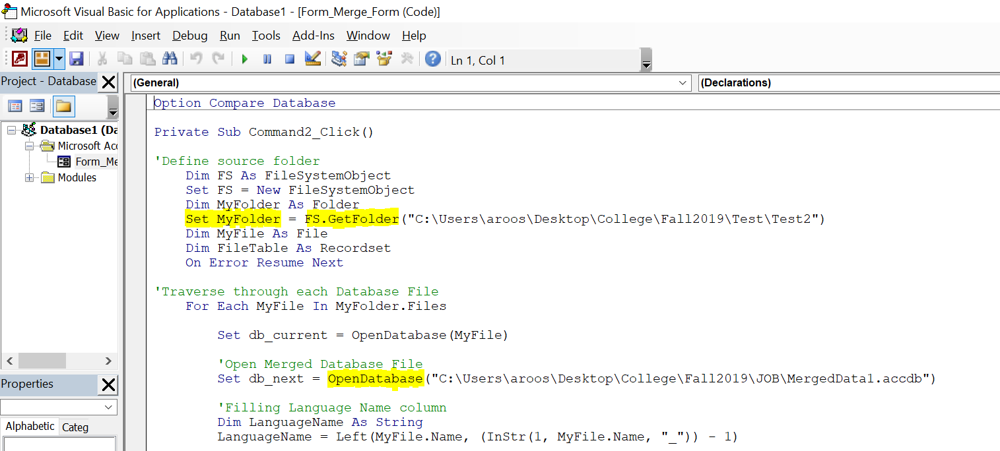 Microsoft Visual Basic for Applications - Database1 - [Form_Merge_Form (Code)]
File Edit View Insert Debug Run Tools Add-Ins Window Help
Ln 1, Col 1
Project - Database
(General) (Declarations)
Database1 (Da
Microsoft Acc
Form_Me
Modules
Properties
Alphabetic Categ
Option Compare Database
Private Sub Command2_Click()
'Define source folder
Dim FS As FileSystemObject
Set FS = New FileSystemObject
Dim MyFolder As Folder
Set MyFolder = FS.GetFolder("C:\Users\aroos\Desktop\College\Fall2019\Test\Test2")
Dim MyFile As File
Dim FileTable As Recordset
On Error Resume Next
'Traverse through each Database File
For Each MyFile In MyFolder.Files
Set db_current = OpenDatabase(MyFile)
'Open Merged Database File
Set db_next = OpenDatabase("C:\Users\aroos\Desktop\College\Fall2019\JOB\MergedData1.accdb")
'Filling Language Name column
Dim LanguageName As String
LanguageName = Left(MyFile.Name, (InStr(1, MyFile.Name, "_")) - 1)